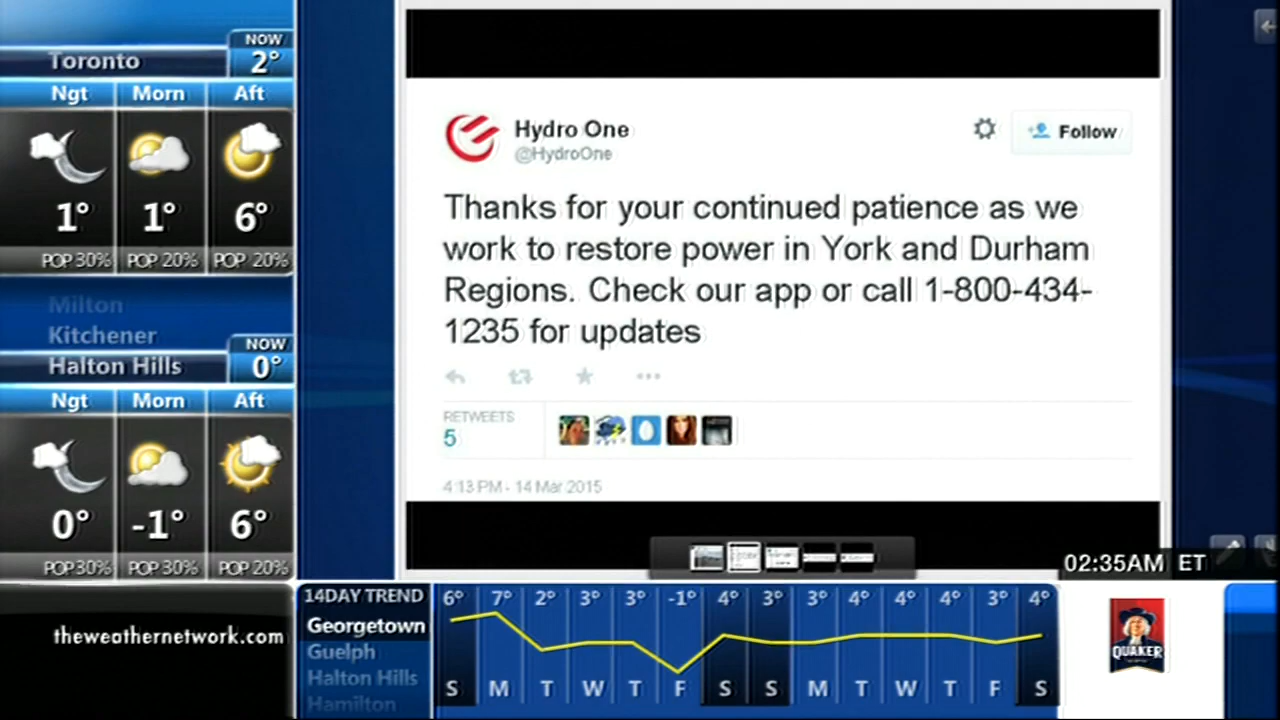 Toronto
NOW
2°
Ngt Morn Aft
1° 1° 6°
POP 30% POP 20% POP 20%
Milton
Kitchener
Halton Hills
NOW
0°
Ngt Morn Aft
0° -1° 6°
POP 30% POP 30% POP 20%
theweathernetwork.com
Hydro One
@HydroOne
Follow
Thanks for your continued patience as we
work to restore power in York and Durham
Regions. Check our app or call 1-800-434-
1235 for updates
RETWEETS
5
4:13 PM - 14 Mar 2015
02:35AM ET
14DAY TREND
Georgetown
Guelph
Halton Hills
Hamilton
6° 7° 2° 3° 3° -1° 4° 3° 3° 4° 4° 4° 3° 4°
S M T W T F S S M T W T F S
QUAKER